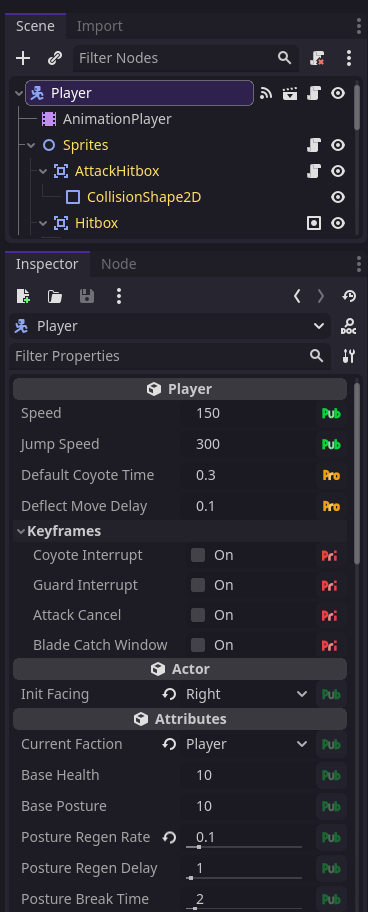 Scene Import
Filter Nodes
Player
AnimationPlayer
Sprites
AttackHitbox
CollisionShape2D
Hitbox
Inspector Node
Player DOC
Filter Properties
Player
Speed 150 Pub
Jump Speed 300 Pub
Default Coyote Time 0.3 Pro
Deflect Move Delay 0.1 Pro
Keyframes
Coyote Interrupt On Pri
Guard Interrupt On Pri
Attack Cancel On Pri
Blade Catch Window On Pri
Actor
Init Facing Right Pub
Attributes
Current Faction Player Pub
Base Health 10 Pub
Base Posture 10 Pub
Posture Regen Rate 0.1 Pub
Posture Regen Delay 1 Pub
Posture Break Time 2 Pub